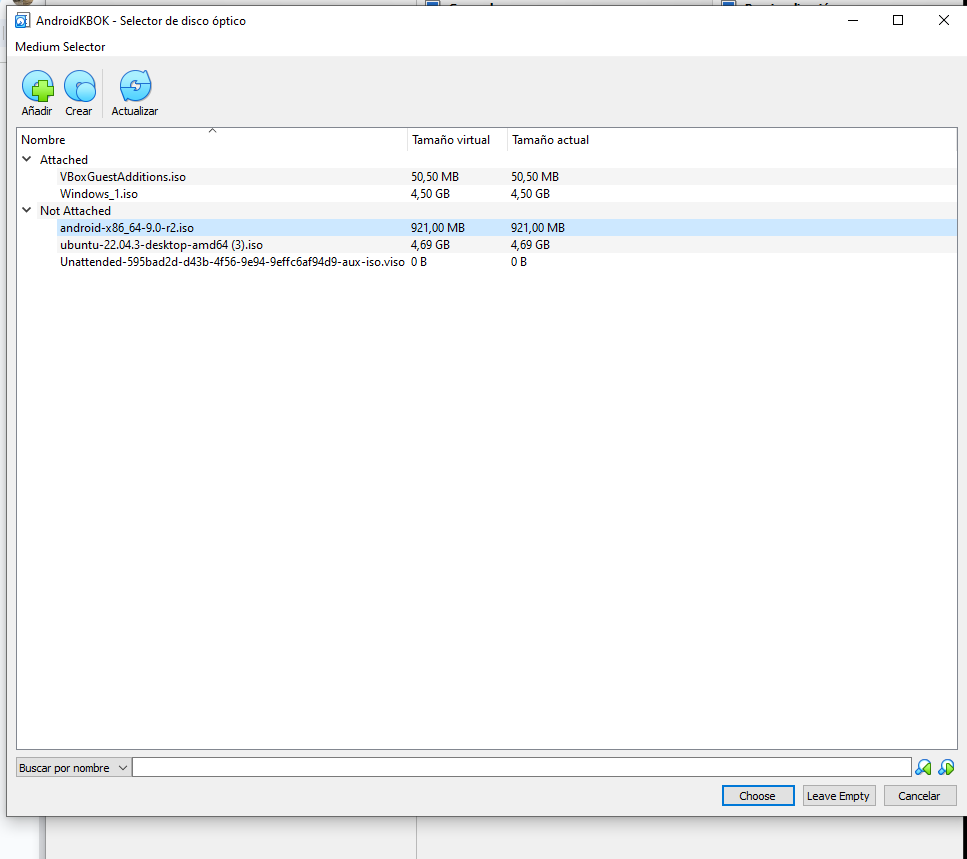 AndroidKBOK - Selector de disco óptico
Medium Selector
Añadir Crear Actualizar
Nombre Tamaño virtual Tamaño actual
Attached
VBoxGuestAdditions.iso 50,50 MB 50,50 MB
Windows_1.iso 4,50 GB 4,50 GB
Not Attached
android-x86_64-9.0-r2.iso 921,00 MB 921,00 MB
ubuntu-22.04.3-desktop-amd64 (3).iso 4,69 GB 4,69 GB
Unattended-595bad2d-d43b-4f56-9e94-9effc6af94d9-aux-iso.viso 0 B 0 B
Buscar por nombre
Choose Leave Empty Cancelar